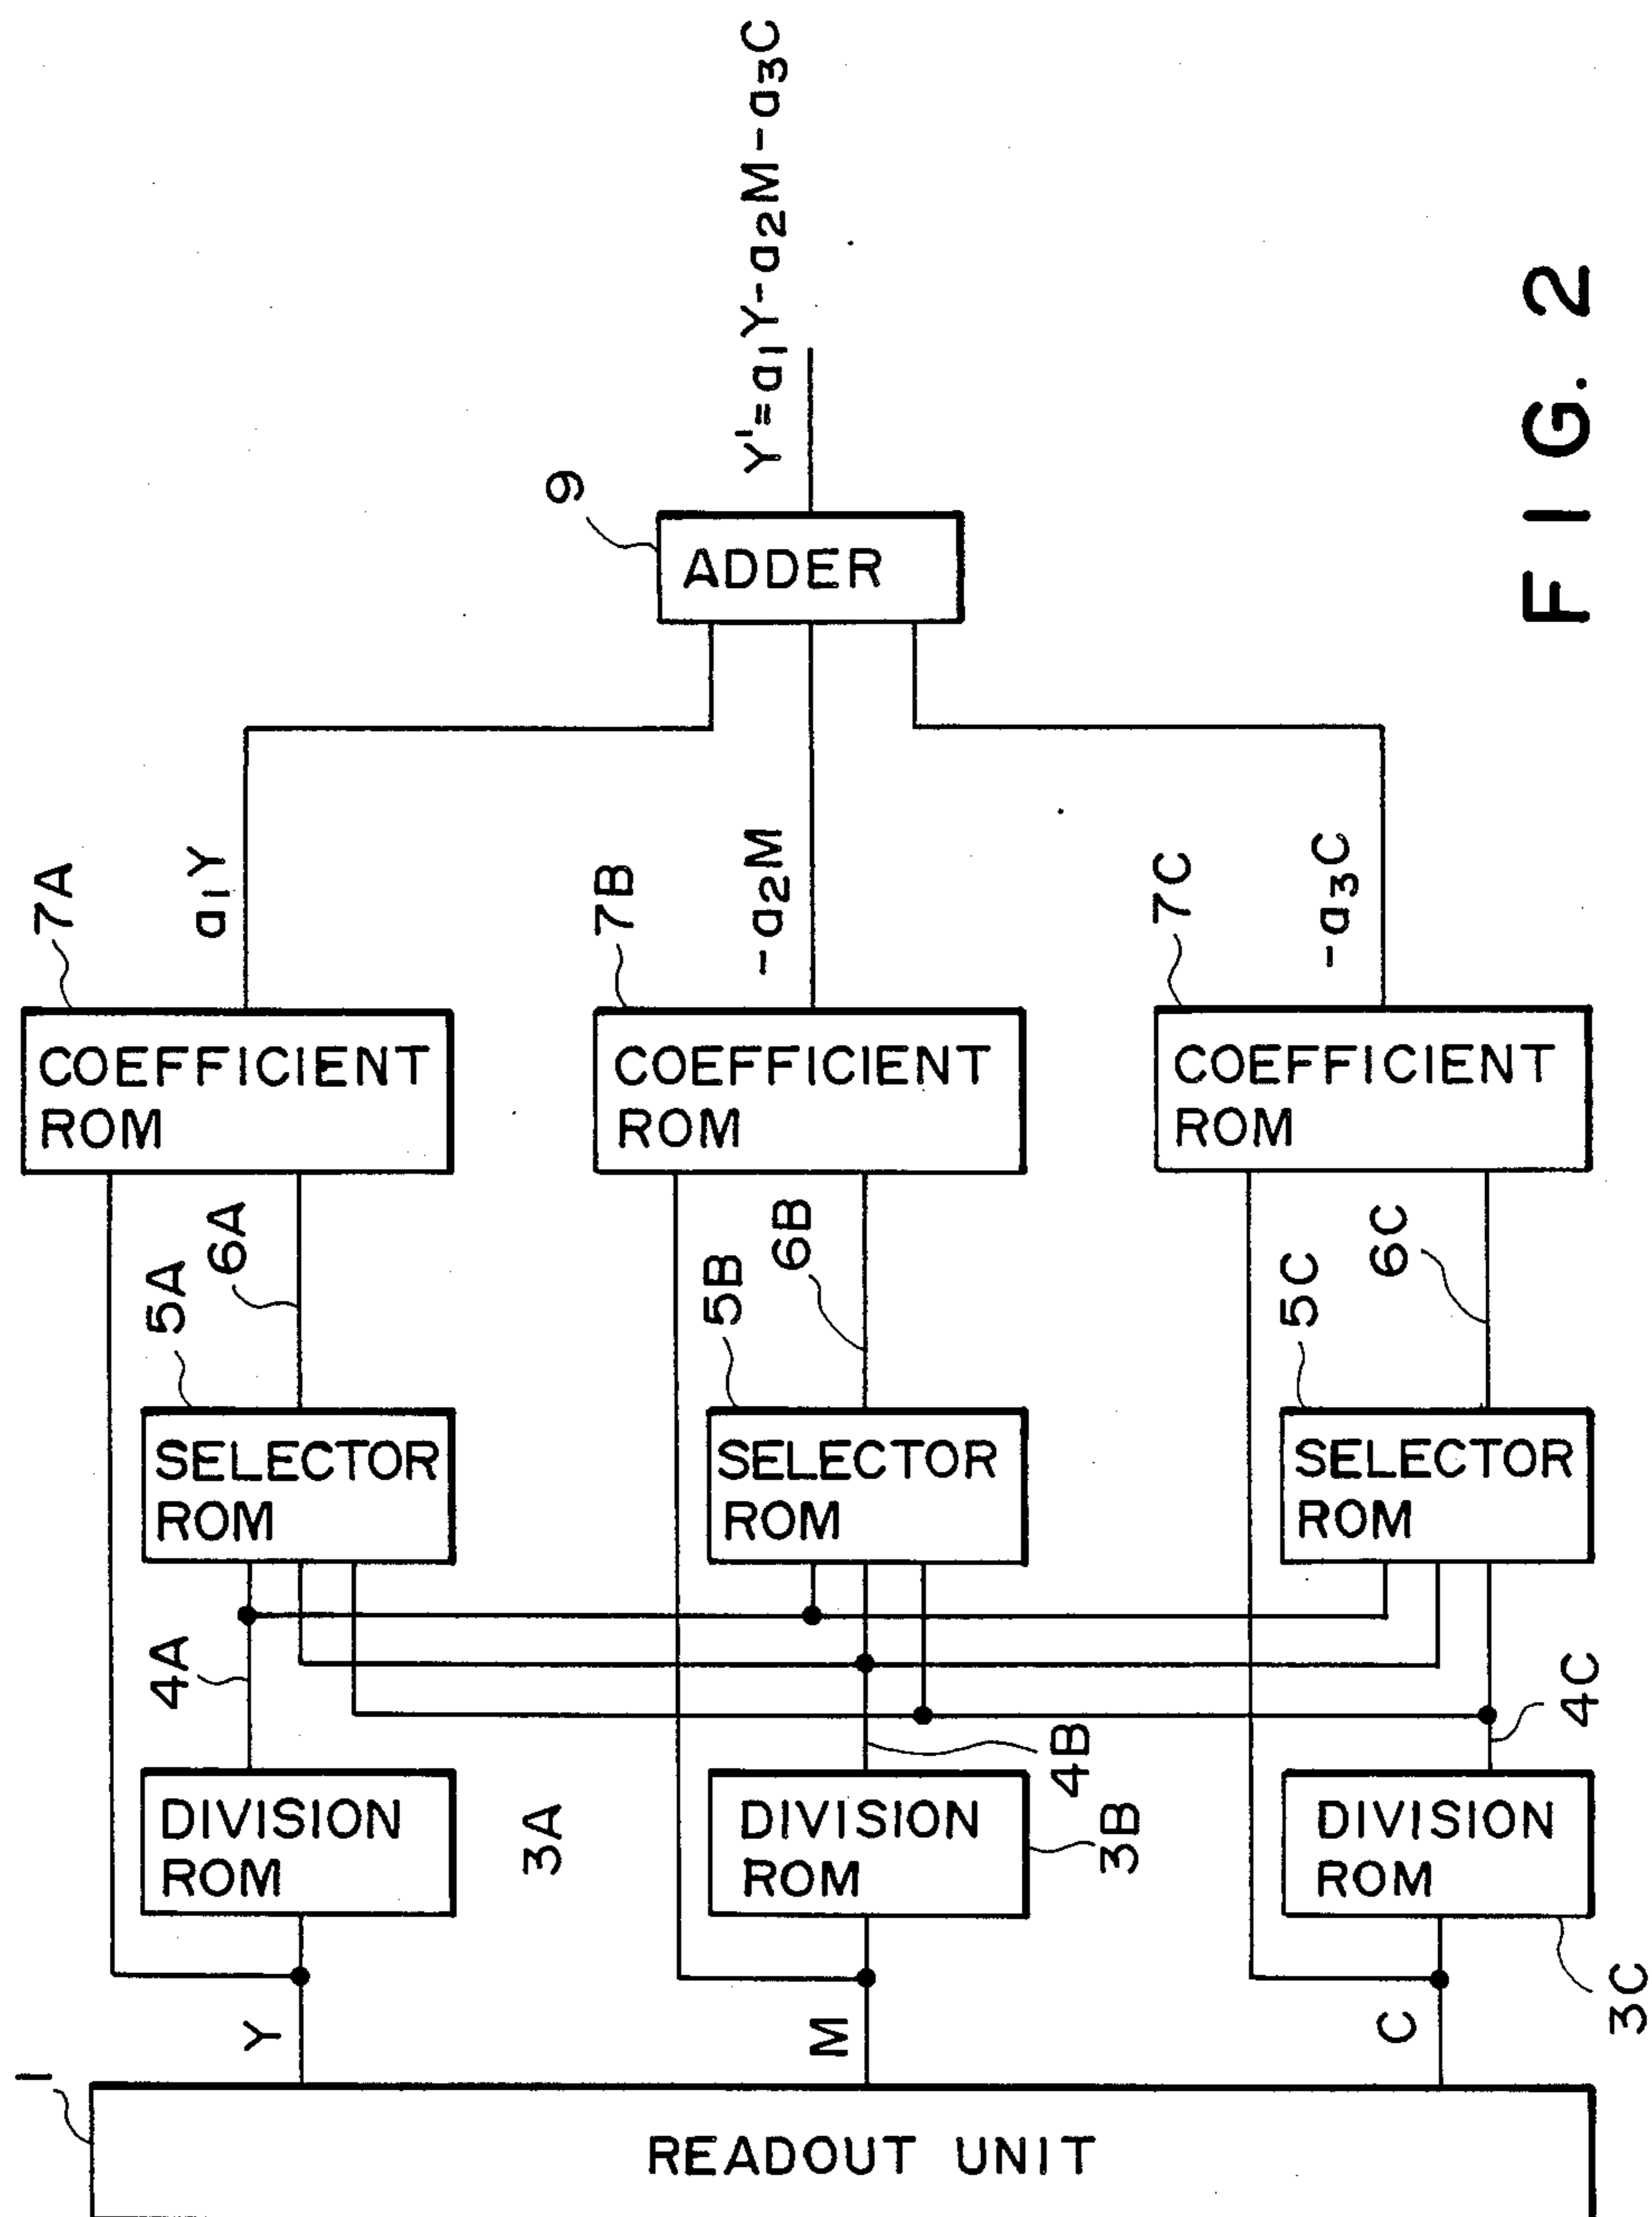 1
READOUT UNIT
Y
M
C
DIVISION
ROM
3A
4A
DIVISION
ROM
3B
4B
DIVISION
ROM
3C
4C
SELECTOR
ROM
5A
6A
SELECTOR
ROM
5B
6B
SELECTOR
ROM
5C
6C
COEFFICIENT
ROM
7A
a₁Y
COEFFICIENT
ROM
7B
-a₂M
COEFFICIENT
ROM
7C
-a₃C
ADDER
9
Y'=a₁Y-a₂M-a₃C
FIG. 2